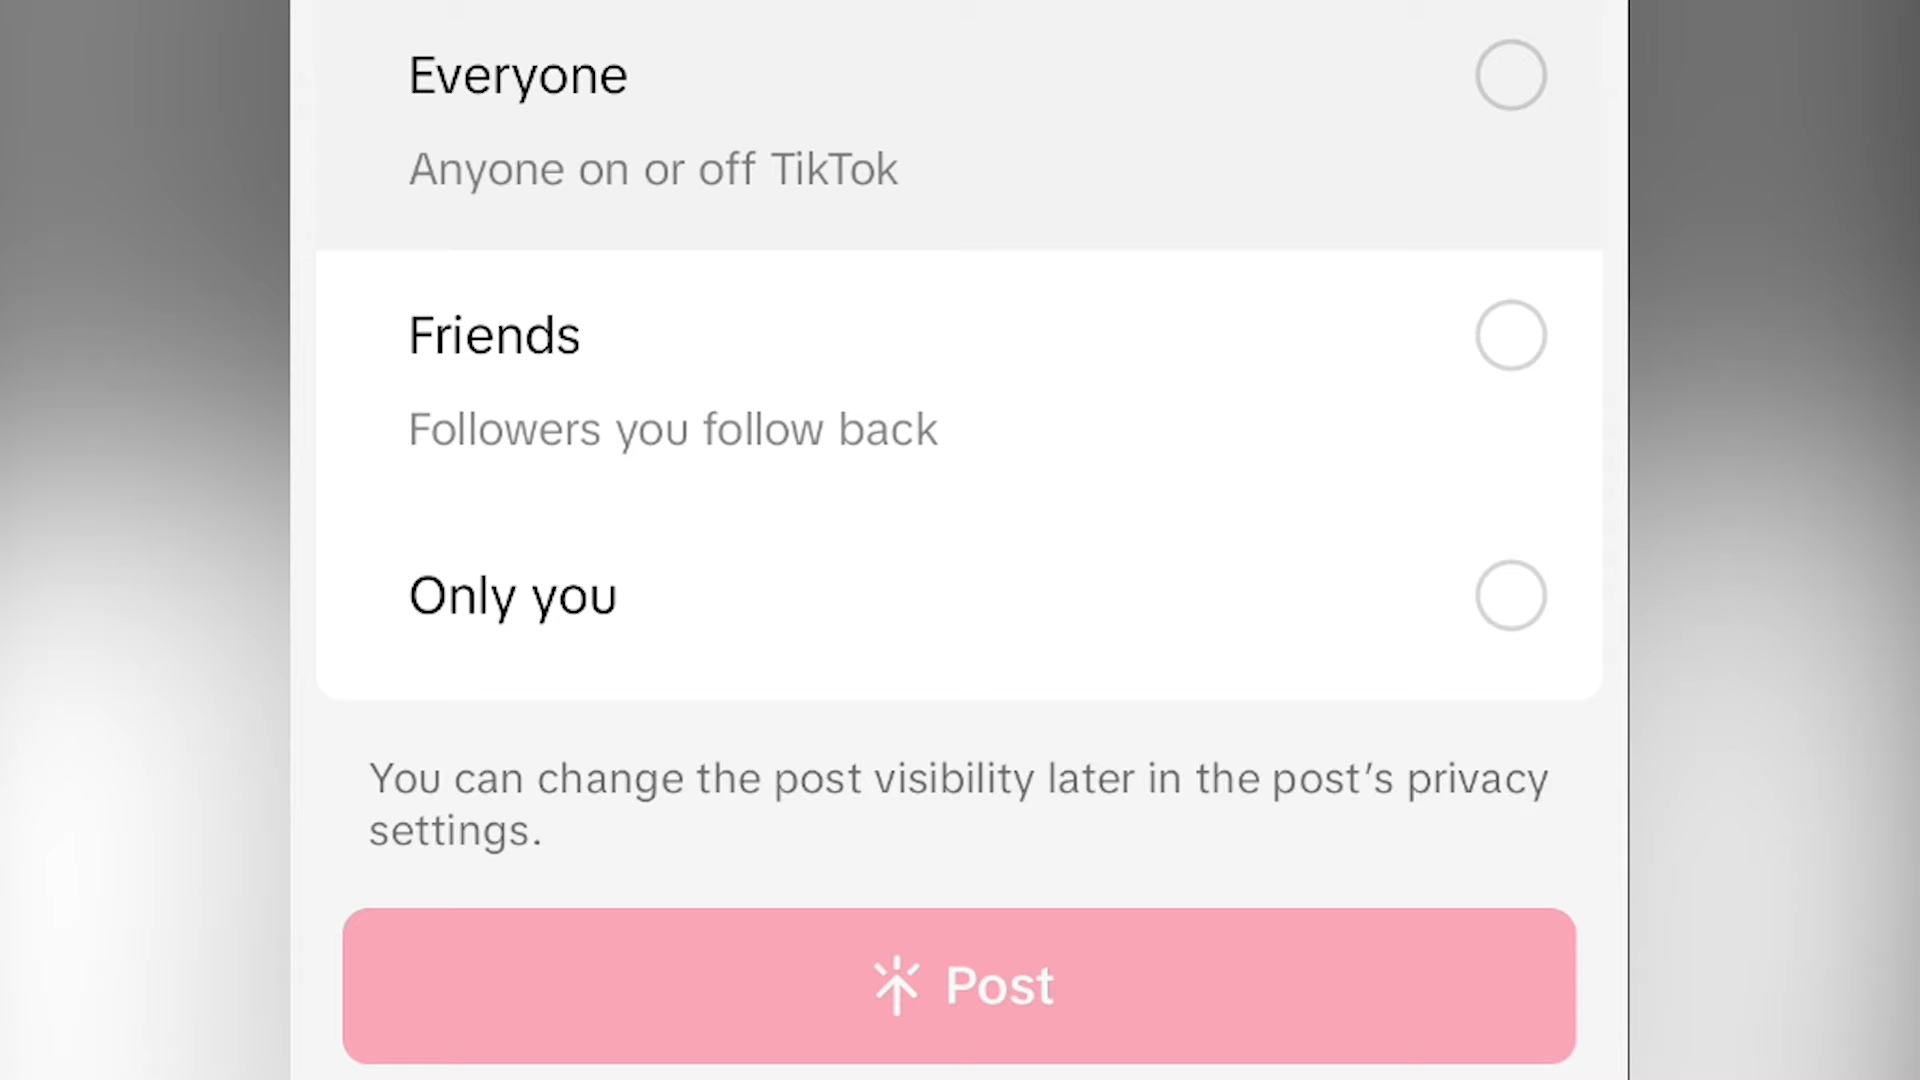 Everyone
Anyone on or off TikTok
Friends
Followers you follow back
Only you
You can change the post visibility later in the post’s privacy
settings.
Post